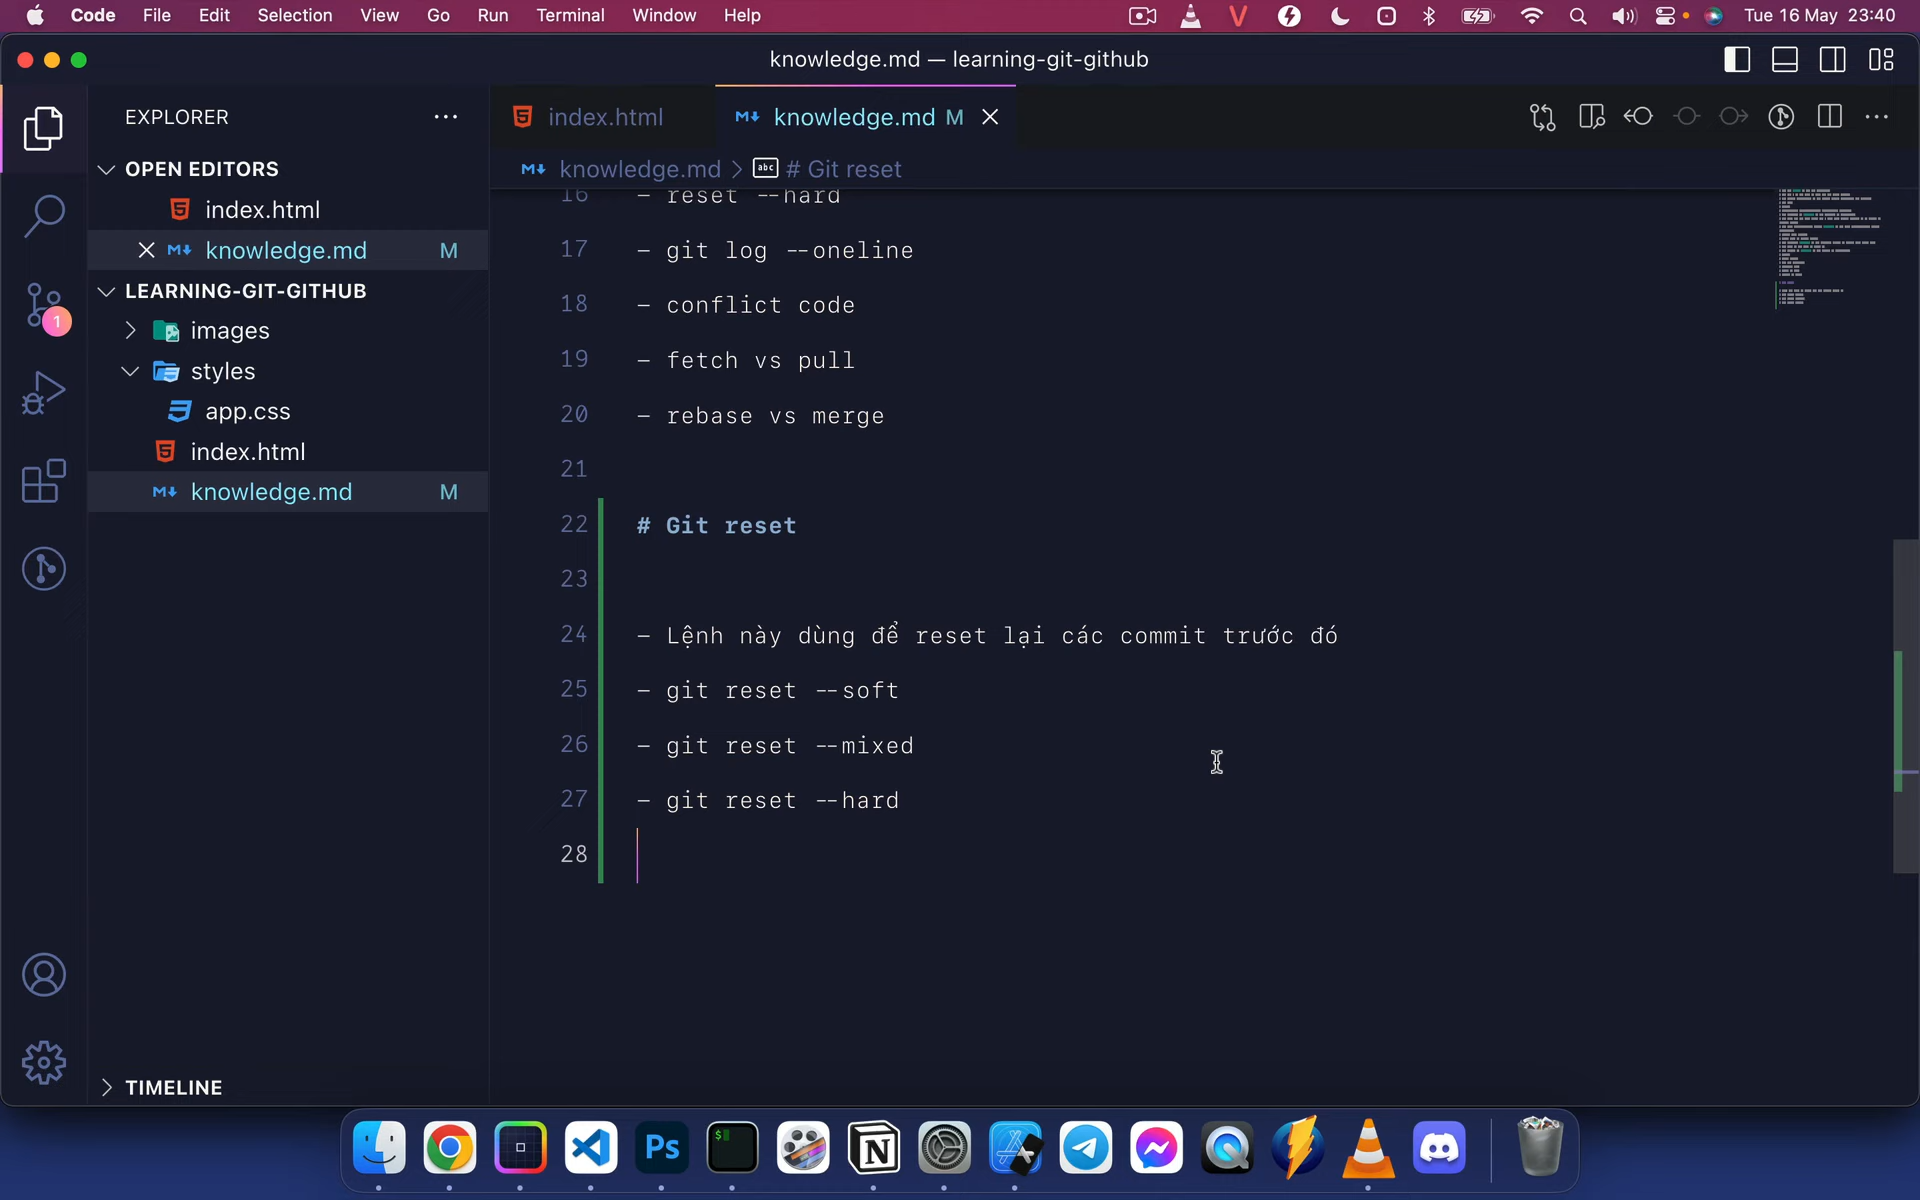 Code File Edit Selection View Go Run Terminal Window Help Tue 16 May 23:40
knowledge.md — learning-git-github
EXPLORER
OPEN EDITORS
index.html
knowledge.md M
LEARNING-GIT-GITHUB
images
styles
app.css
index.html
knowledge.md M
TIMELINE
1
index.html knowledge.md M
knowledge.md > # Git reset
16 - reset --hard
17 - git log --oneline
18 - conflict code
19 - fetch vs pull
20 - rebase vs merge
21
22 # Git reset
23
24 - Lệnh này dùng để reset lại các commit trước đó
25 - git reset --soft
26 - git reset --mixed
27 - git reset --hard
28
Ps